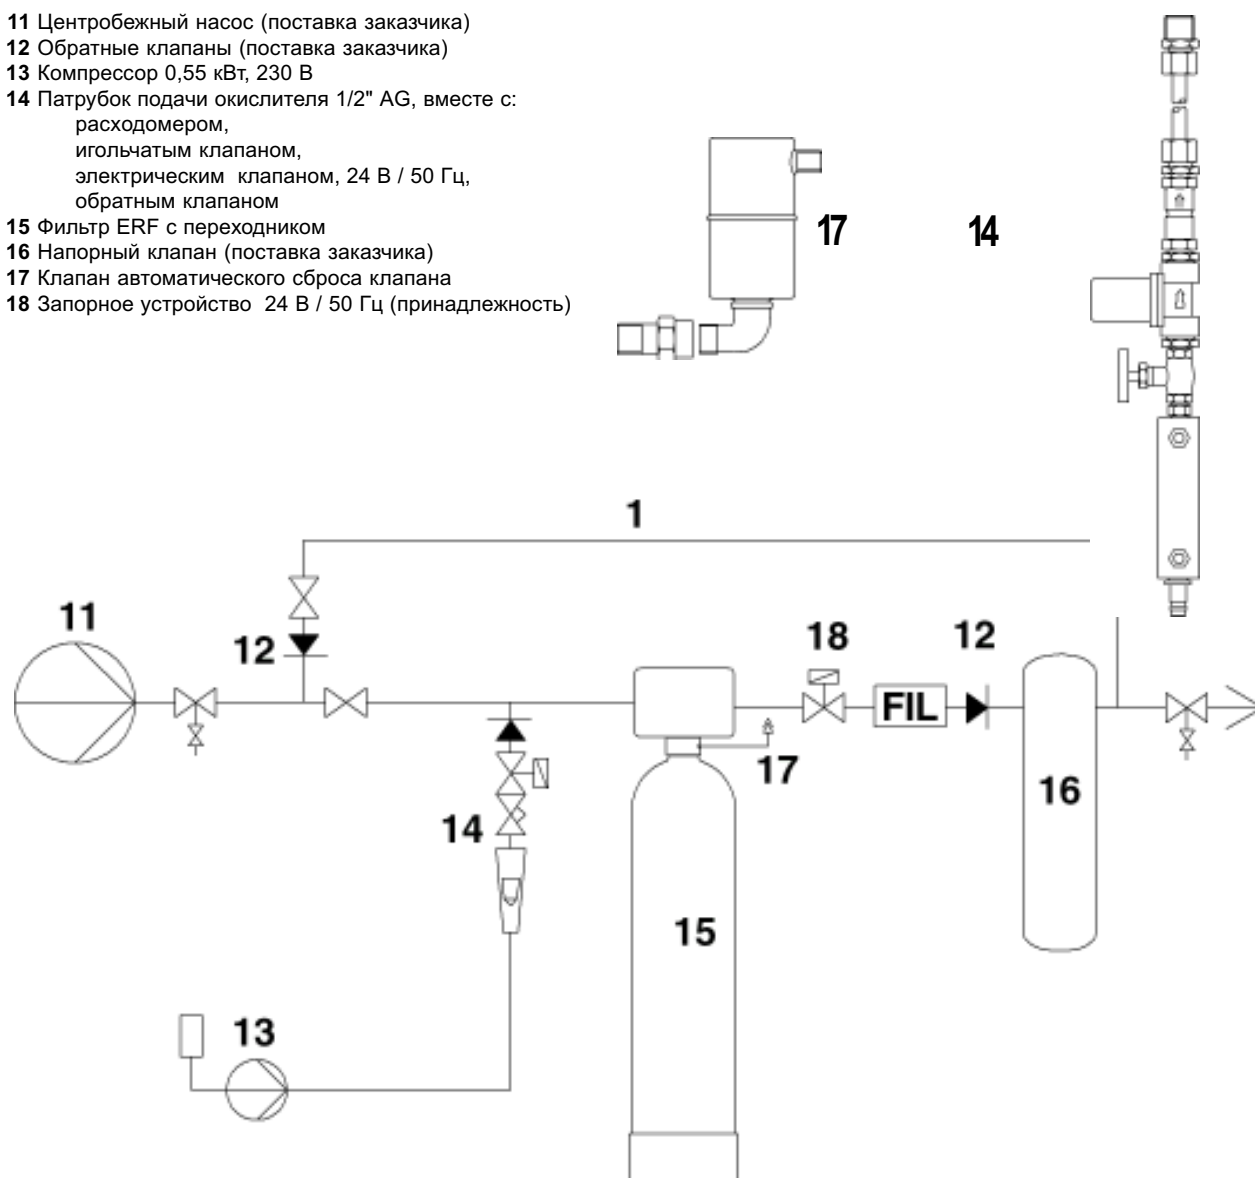 11 Центробежный насос (поставка заказчика)
12 Обратные клапаны (поставка заказчика)
13 Компрессор 0,55 кВт, 230 В
14 Патрубок подачи окислителя 1/2" AG, вместе с:
расходомером,
игольчатым клапаном,
электрическим клапаном, 24 В / 50 Гц,
обратным клапаном
15 Фильтр ERF с переходником
16 Напорный клапан (поставка заказчика)
17 Клапан автоматического сброса клапана
18 Запорное устройство 24 В / 50 Гц (принадлежность)
17
14
1
11
12
18
12
FIL
17
16
14
15
13